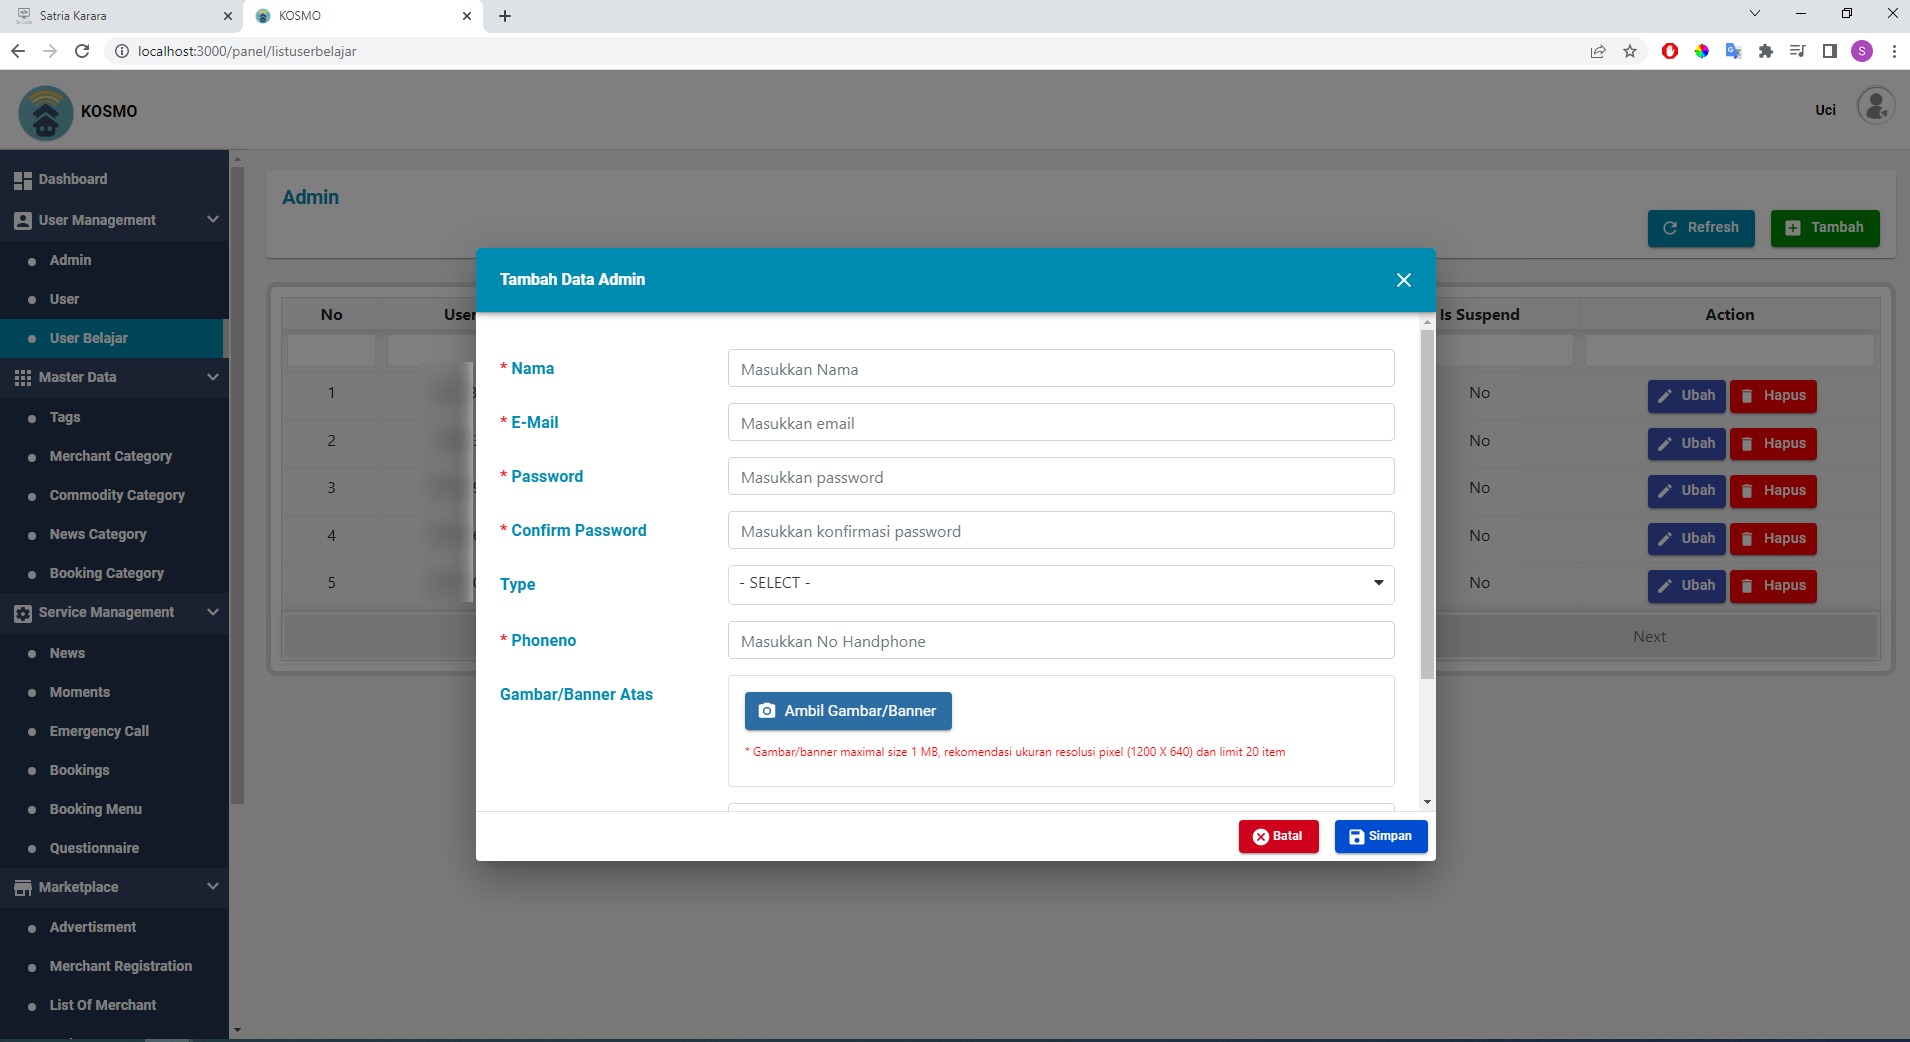 Satria Karara
KOSMO
localhost:3000/panel/listuserbelajar
S
KOSMO
Uci
Dashboard
User Management
Admin
User
User Belajar
Master Data
Tags
Merchant Category
Commodity Category
News Category
Booking Category
Service Management
News
Moments
Emergency Call
Bookings
Booking Menu
Questionnaire
Marketplace
Advertisment
Merchant Registration
List Of Merchant
Admin
Refresh
Tambah
No
User
Is Suspend
Action
1
No
Ubah
Hapus
2
No
Ubah
Hapus
3
No
Ubah
Hapus
4
No
Ubah
Hapus
5
No
Ubah
Hapus
Next
Tambah Data Admin
* Nama
Masukkan Nama
* E-Mail
Masukkan email
* Password
Masukkan password
* Confirm Password
Masukkan konfirmasi password
Type
- SELECT -
* Phoneno
Masukkan No Handphone
Gambar/Banner Atas
Ambil Gambar/Banner
* Gambar/banner maximal size 1 MB, rekomendasi ukuran resolusi pixel (1200 X 640) dan limit 20 item
Batal
Simpan